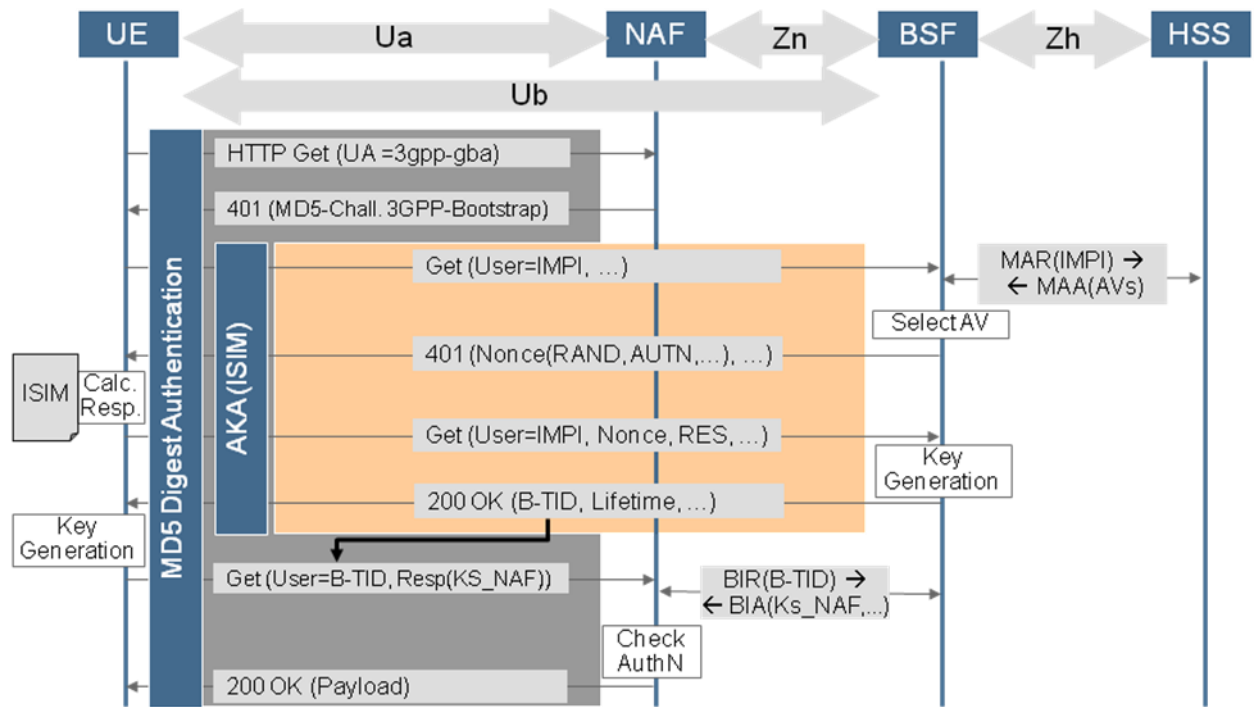 UE
Ua
NAF
Zn
BSF
Zh
HSS
Ub
MD5 Digest Authentication
HTTP Get (UA =3gpp-gba)
401 (MD5-Chall. 3GPP-Bootstrap)
AKA (ISIM)
Get (User=IMPI, ...)
MAR(IMPI) →
← MAA(AVs)
Select AV
401 (Nonce(RAND, AUTN,...), ...)
ISIM
Calc.
Resp.
Get (User=IMPI, Nonce, RES, ...)
Key
Generation
200 OK (B-TID, Lifetime, ...)
Key
Generation
Get (User=B-TID, Resp(KS_NAF))
BIR(B-TID) →
← BIA(Ks_NAF,...)
Check
AuthN
200 OK (Payload)